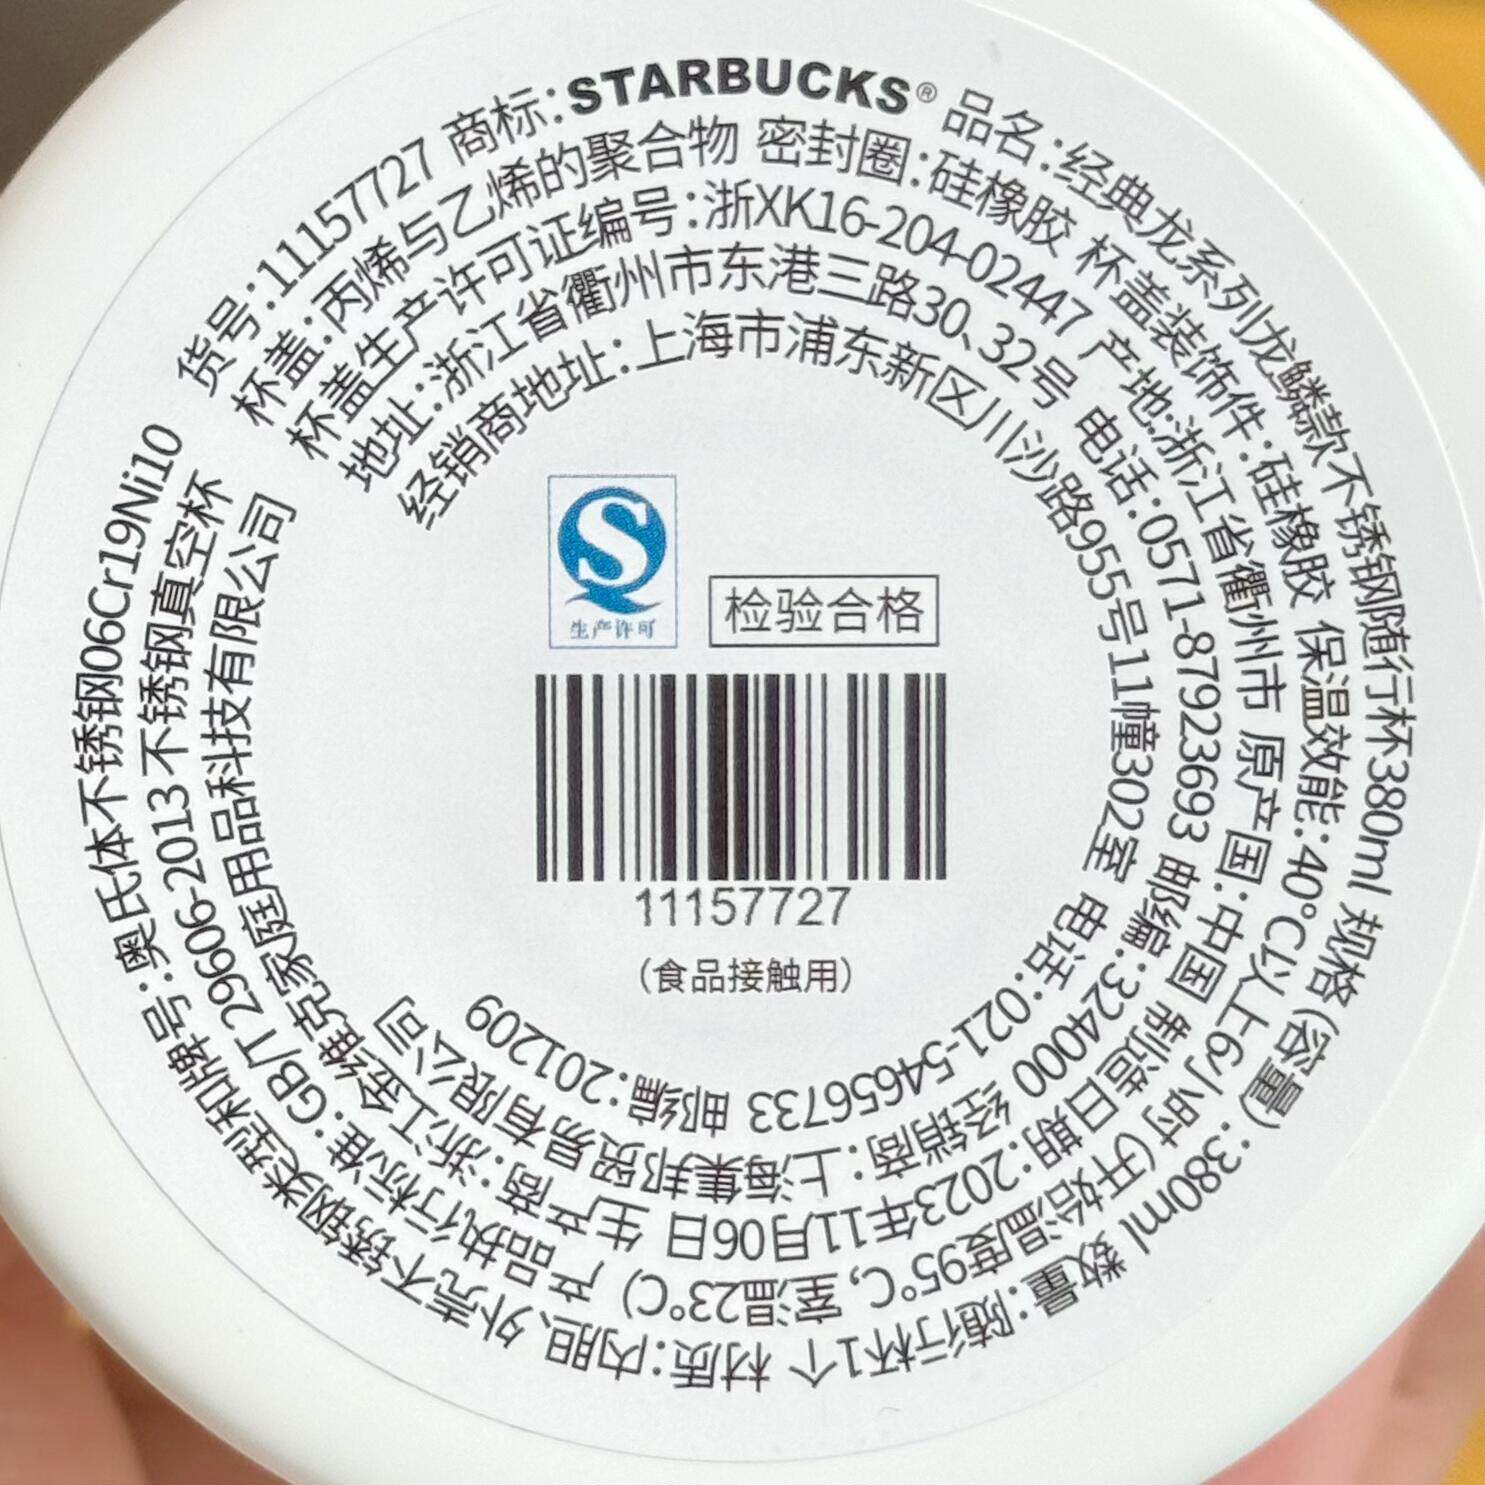 货号:11157727 商标:STARBUCKS® 品名:经典龙系列龙鳞款不锈钢随行杯380ml 规格(容量):380ml 数量:随行杯1个 材质:内胆、外壳不锈钢类型和牌号:奥氏体不锈钢06Cr19Ni10
杯盖:丙烯与乙烯的聚合物 密封圈:硅橡胶 杯盖装饰件:硅橡胶 保温效能:40°C以上6小时(开始温度95°C,室温23°C) 产品执行标准:GB/T 29606-2013 不锈钢真空杯
杯盖生产许可证编号:浙XK16-204-02447 产地:浙江省衢州市 原产国:中国 制造日期:2023年11月06日 生产商:浙江金维克家庭用品科技有限公司
地址:浙江省衢州市东港三路30、32号 电话:0571-87923693 邮编:324000 经销商:上海集邦贸易有限公司
经销商地址:上海市浦东新区川沙路955号11幢302室 电话:021-54656733 邮编:201209
生产许可
检验合格
11157727
(食品接触用)